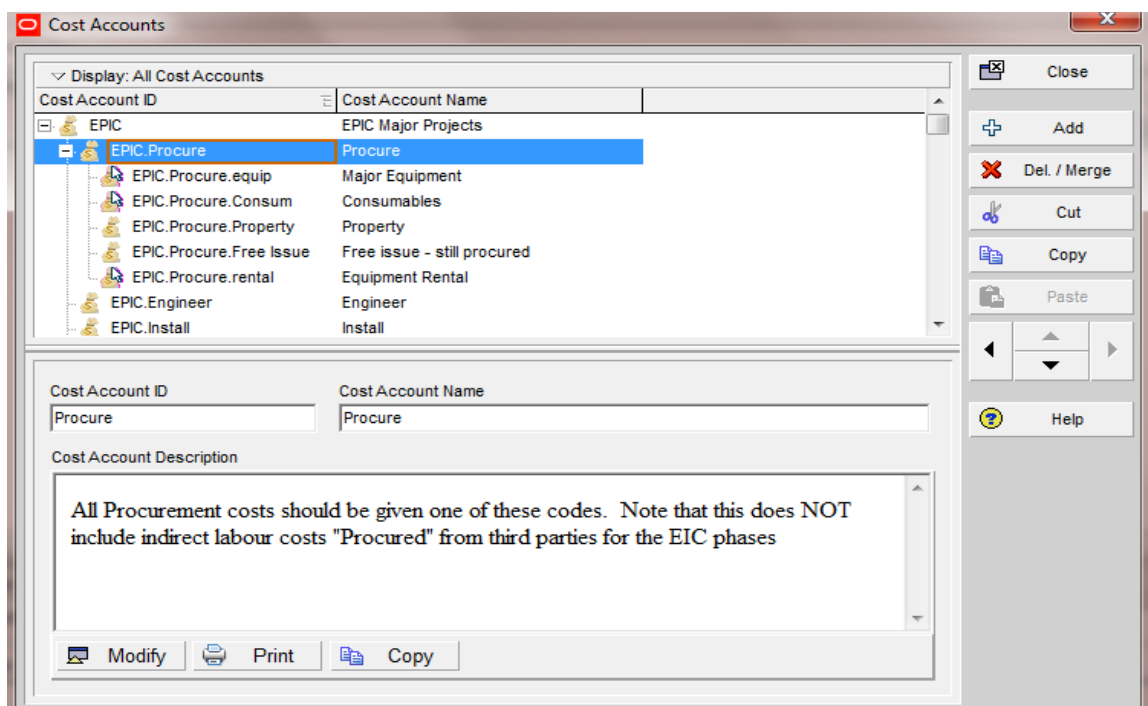 Cost Accounts
Display: All Cost Accounts
Cost Account ID Cost Account Name
EPIC EPIC Major Projects
EPIC.Procure Procure
EPIC.Procure.equip Major Equipment
EPIC.Procure.Consum Consumables
EPIC.Procure.Property Property
EPIC.Procure.Free Issue Free issue - still procured
EPIC.Procure.rental Equipment Rental
EPIC.Engineer Engineer
EPIC.Install Install
Cost Account ID Cost Account Name
Procure Procure
Cost Account Description
All Procurement costs should be given one of these codes. Note that this does NOT
include indirect labour costs "Procured" from third parties for the EIC phases
Modify Print Copy
Close
Add
Del. / Merge
Cut
Copy
Paste
Help